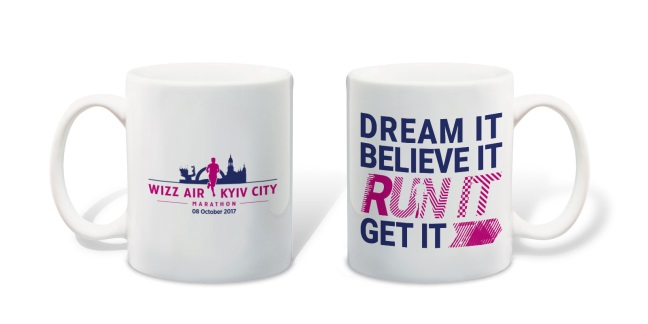 WIZZ AIR KYIV CITY
MARATHON
08 October 2017
DREAM IT
BELIEVE IT
RUN IT
GET IT